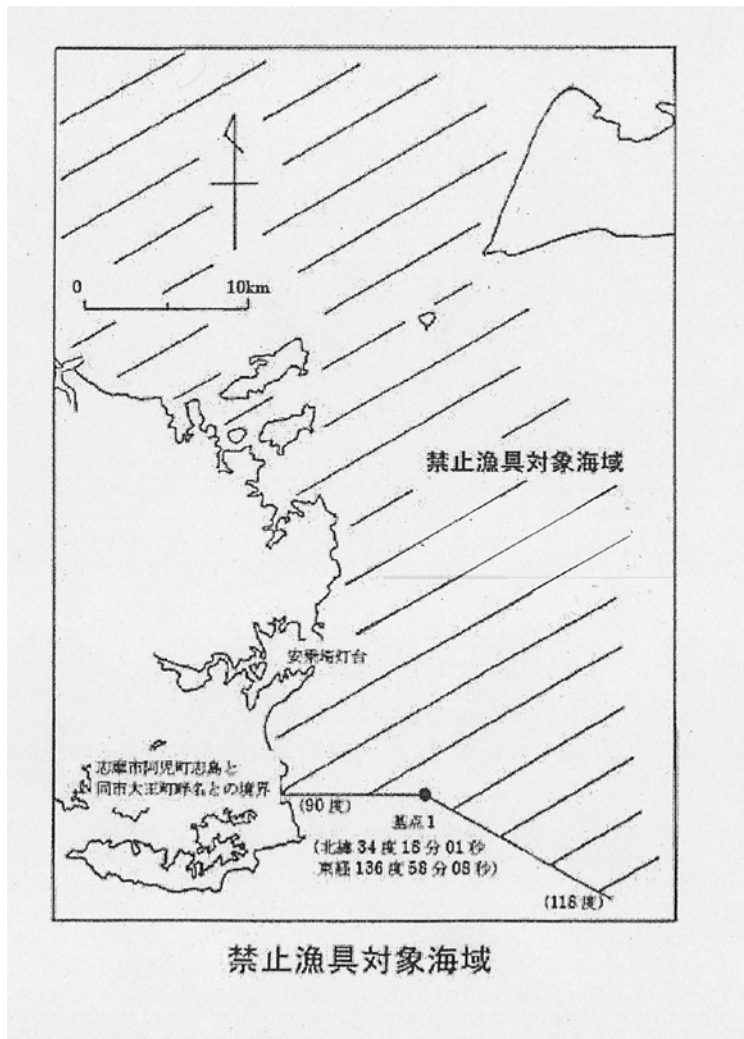 0 10km
禁止漁具対象海域
安乗埼灯台
志摩市阿児町志島と
同市大王町畔名との境界
(90度)
基点1
(北緯 34 度 18 分 01 秒
東経 136 度 58 分 08 秒)
(118度)
禁止漁具対象海域